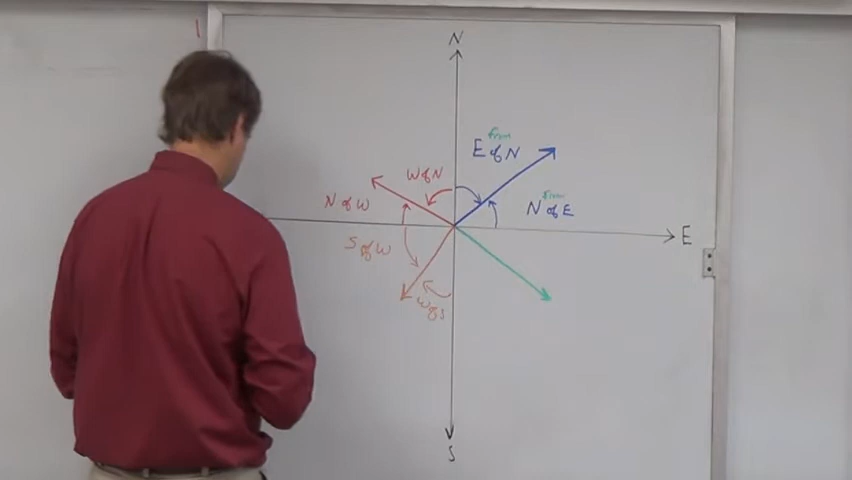 N
from
E of N
W of N
N of W
from
N of E
E
S of W
W of S
S